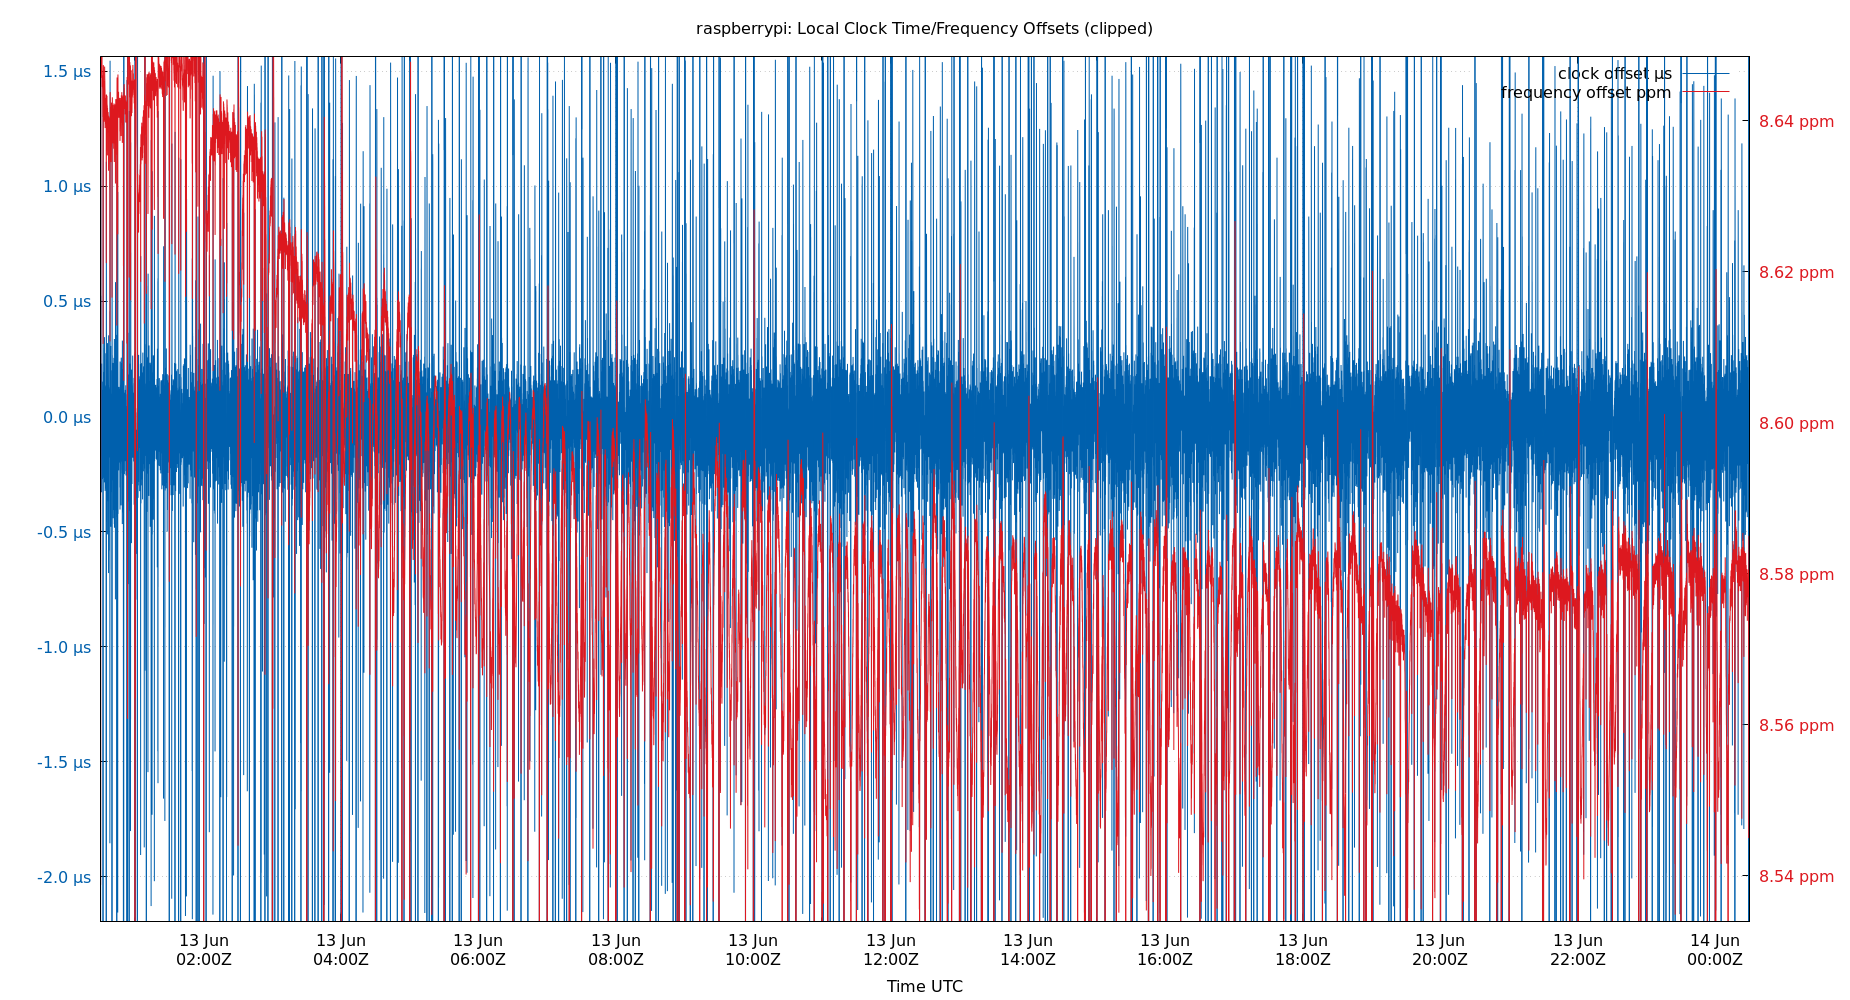 raspberrypi: Local Clock Time/Frequency Offsets (clipped)
clock offset µs
frequency offset ppm
1.5 µs
1.0 µs
0.5 µs
0.0 µs
-0.5 µs
-1.0 µs
-1.5 µs
-2.0 µs
8.64 ppm
8.62 ppm
8.60 ppm
8.58 ppm
8.56 ppm
8.54 ppm
13 Jun 13 Jun 13 Jun 13 Jun 13 Jun 13 Jun 13 Jun 13 Jun 13 Jun 13 Jun 13 Jun 14 Jun
02:00Z 04:00Z 06:00Z 08:00Z 10:00Z 12:00Z 14:00Z 16:00Z 18:00Z 20:00Z 22:00Z 00:00Z
Time UTC